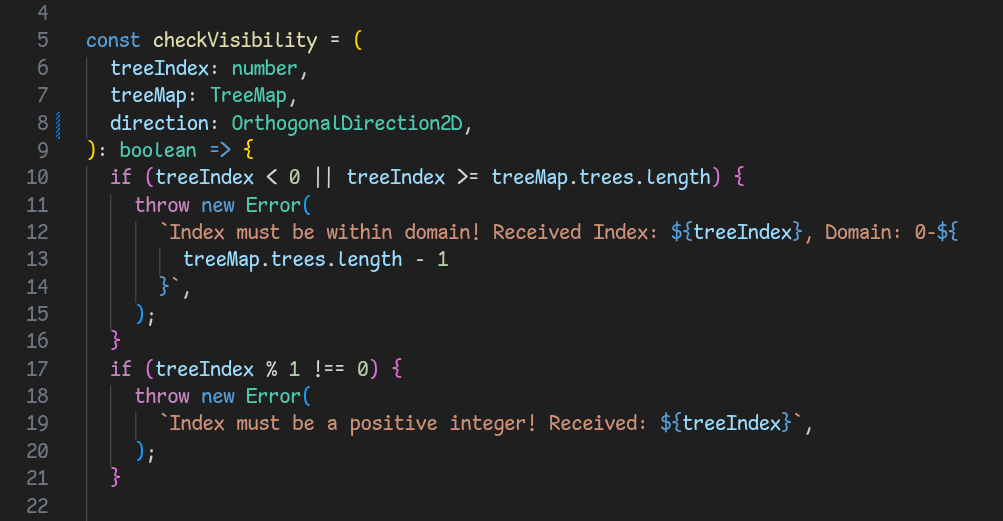 4
5 const checkVisibility = (
6 treeIndex: number,
7 treeMap: TreeMap,
8 direction: OrthogonalDirection2D,
9 ): boolean => {
10 if (treeIndex < 0 || treeIndex >= treeMap.trees.length) {
11 throw new Error(
12 `Index must be within domain! Received Index: ${treeIndex}, Domain: 0-${
13 treeMap.trees.length - 1
14 }`,
15 );
16 }
17 if (treeIndex % 1 !== 0) {
18 throw new Error(
19 `Index must be a positive integer! Received: ${treeIndex}`,
20 );
21 }
22